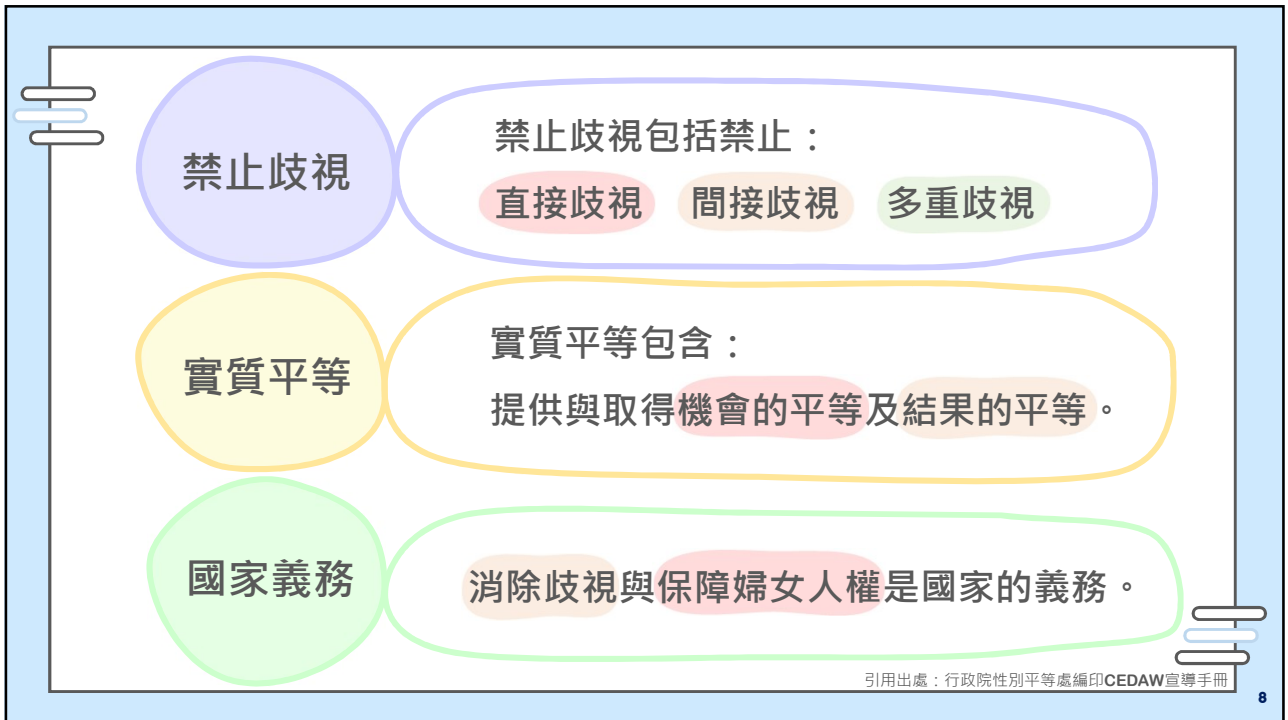 禁止歧視
禁止歧視包括禁止：
直接歧視 間接歧視 多重歧視
實質平等
實質平等包含：
提供與取得機會的平等及結果的平等。
國家義務
消除歧視與保障婦女人權是國家的義務。
引用出處：行政院性別平等處編印CEDAW宣導手冊
8